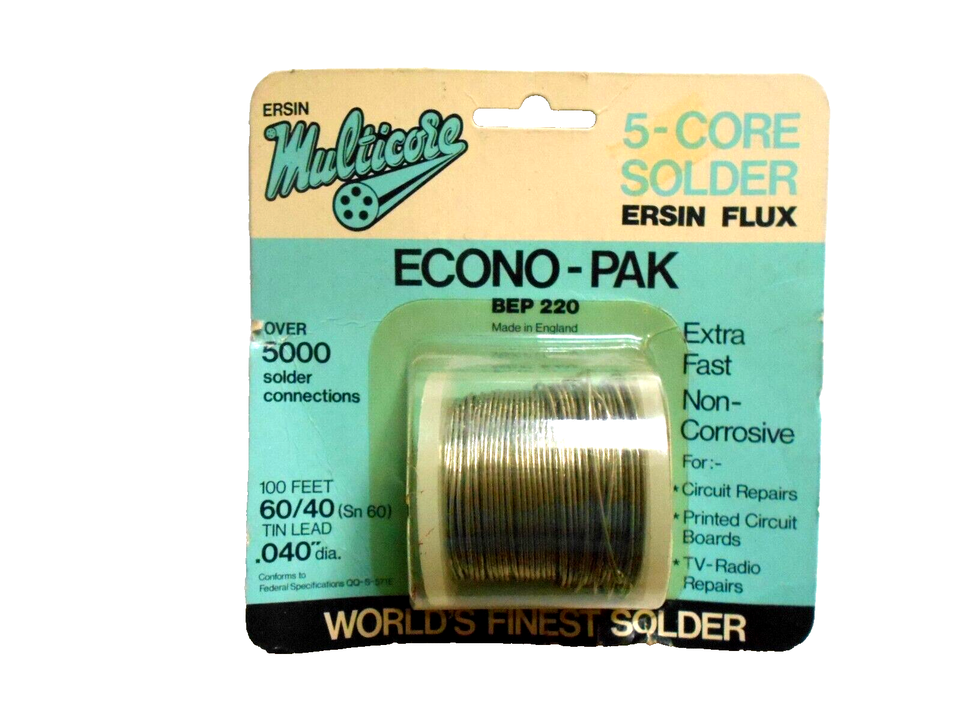 ERSIN
Multicore
5-CORE
SOLDER
ERSIN FLUX
ECONO-PAK
BEP 220
Made in England
OVER
5000
solder
connections
100 FEET
60/40 (Sn 60)
TIN LEAD
.040″ dia.
Conforms to
Federal Specifications QQ-S-571E
Extra
Fast
Non-
Corrosive
For:-
* Circuit Repairs
* Printed Circuit
Boards
* TV-Radio
Repairs
WORLD'S FINEST SOLDER